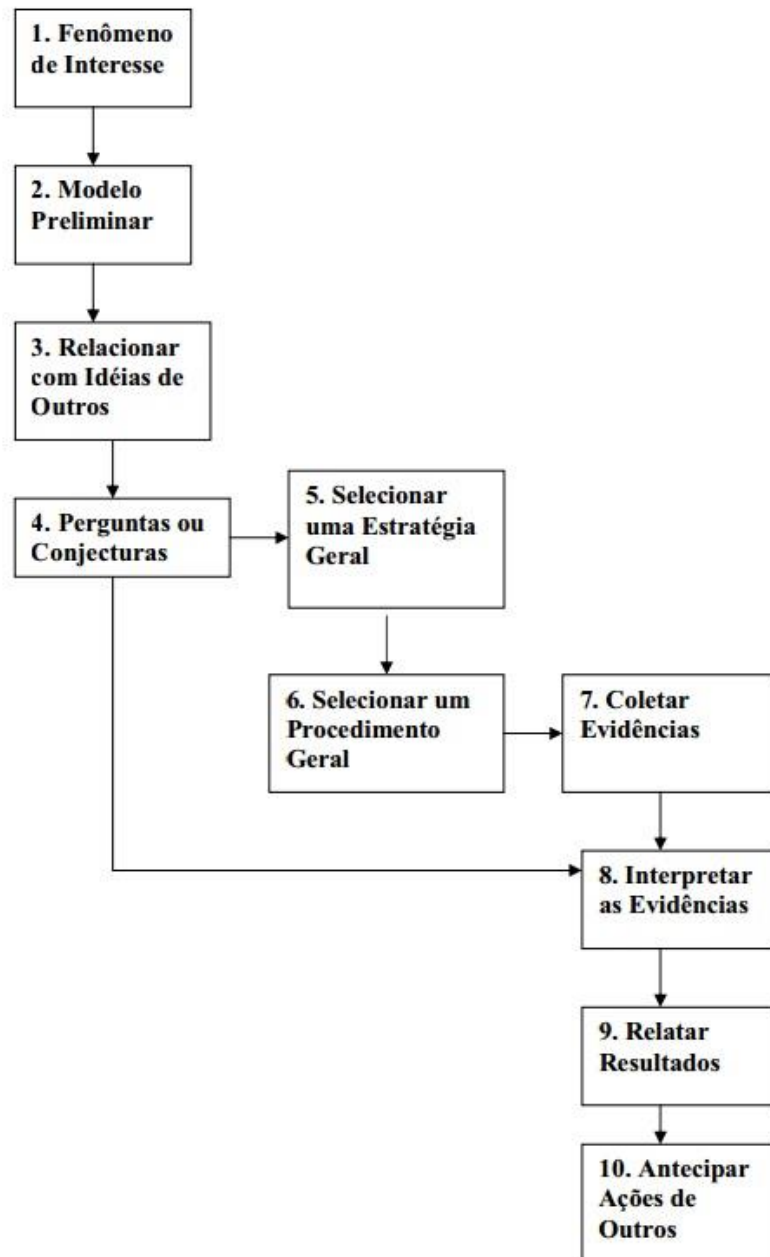 1. Fenômeno
de Interesse
2. Modelo
Preliminar
3. Relacionar
com Idéias de
Outros
4. Perguntas ou
Conjecturas
5. Selecionar
uma Estratégia
Geral
6. Selecionar um
Procedimento
Geral
7. Coletar
Evidências
8. Interpretar
as Evidências
9. Relatar
Resultados
10. Antecipar
Ações de
Outros